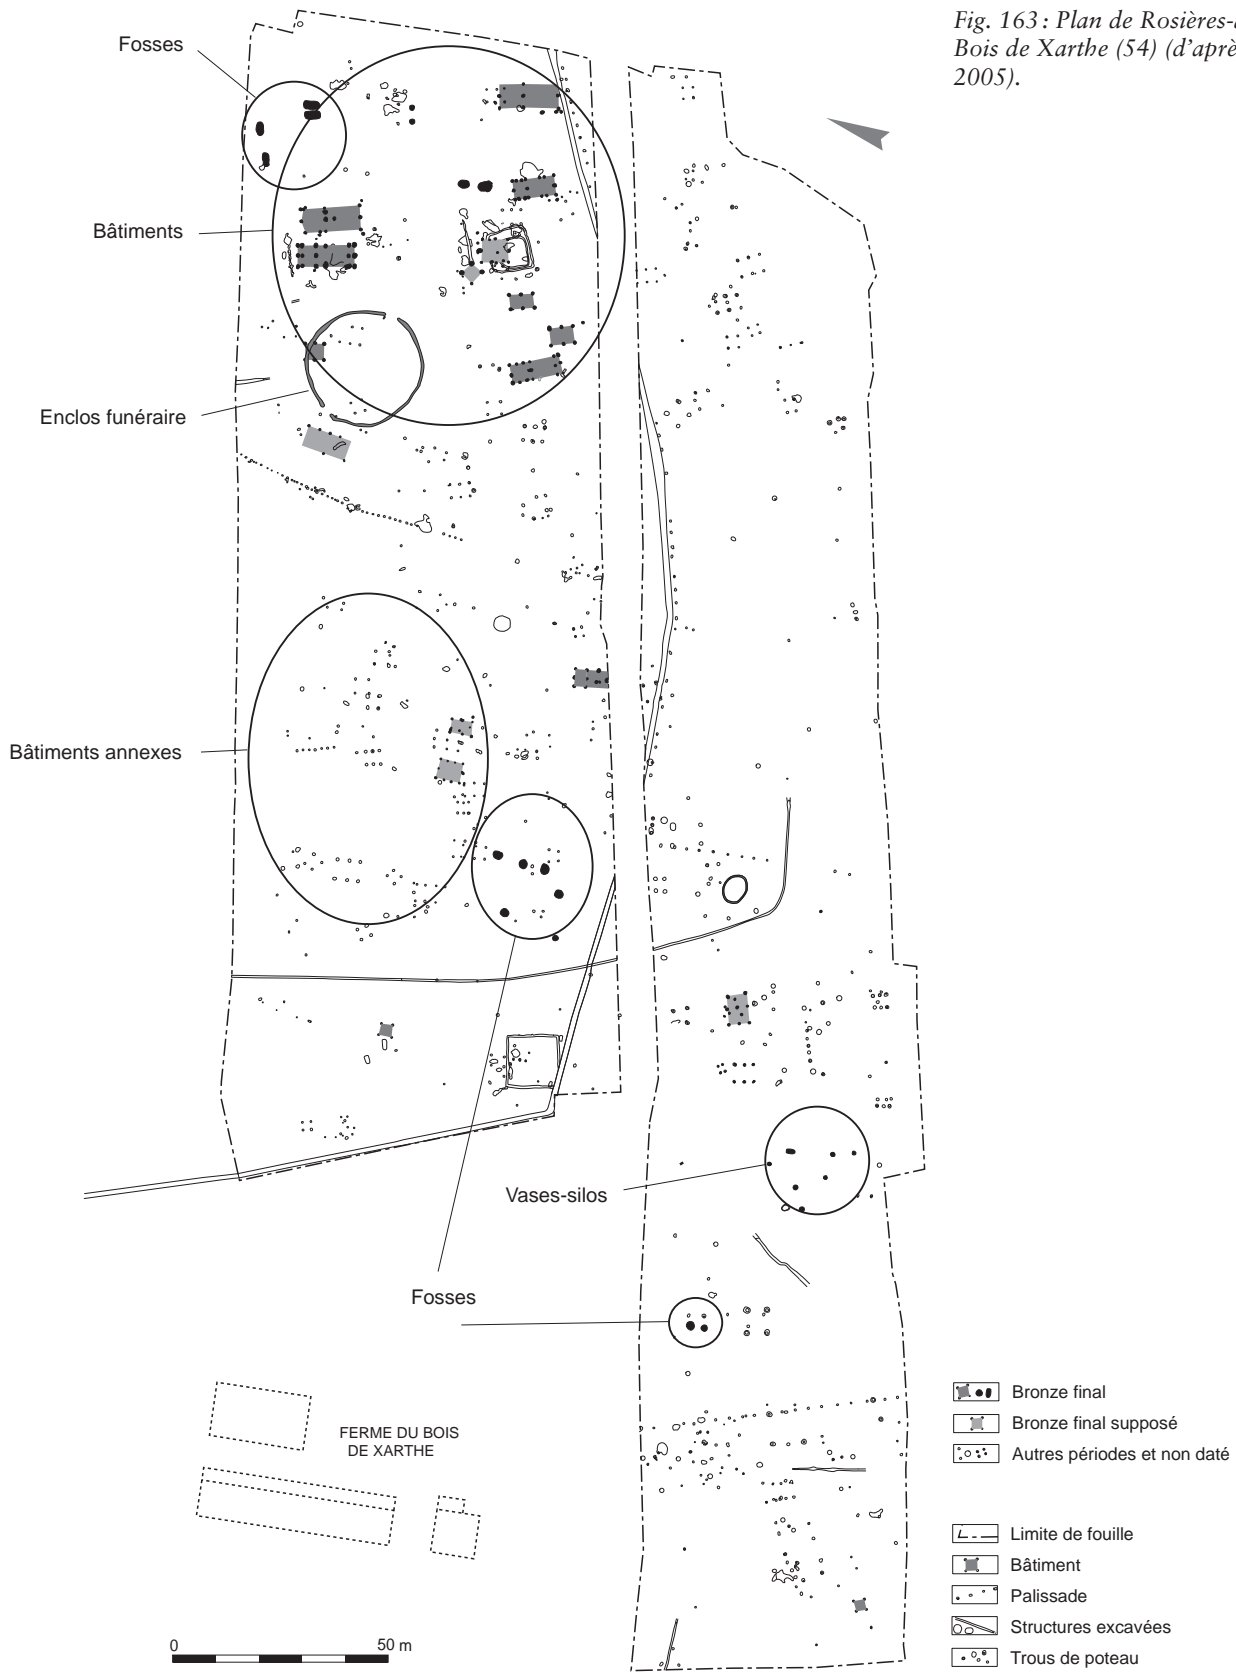 Fig. 163 : Plan de Rosières-
Bois de Xarthe (54) (d'après
2005).
Fosses
Bâtiments
Enclos funéraire
Bâtiments annexes
Vases-silos
Fosses
FERME DU BOIS
DE XARTHE
Bronze final
Bronze final supposé
Autres périodes et non daté
Limite de fouille
Bâtiment
Palissade
Structures excavées
Trous de poteau
0 50 m